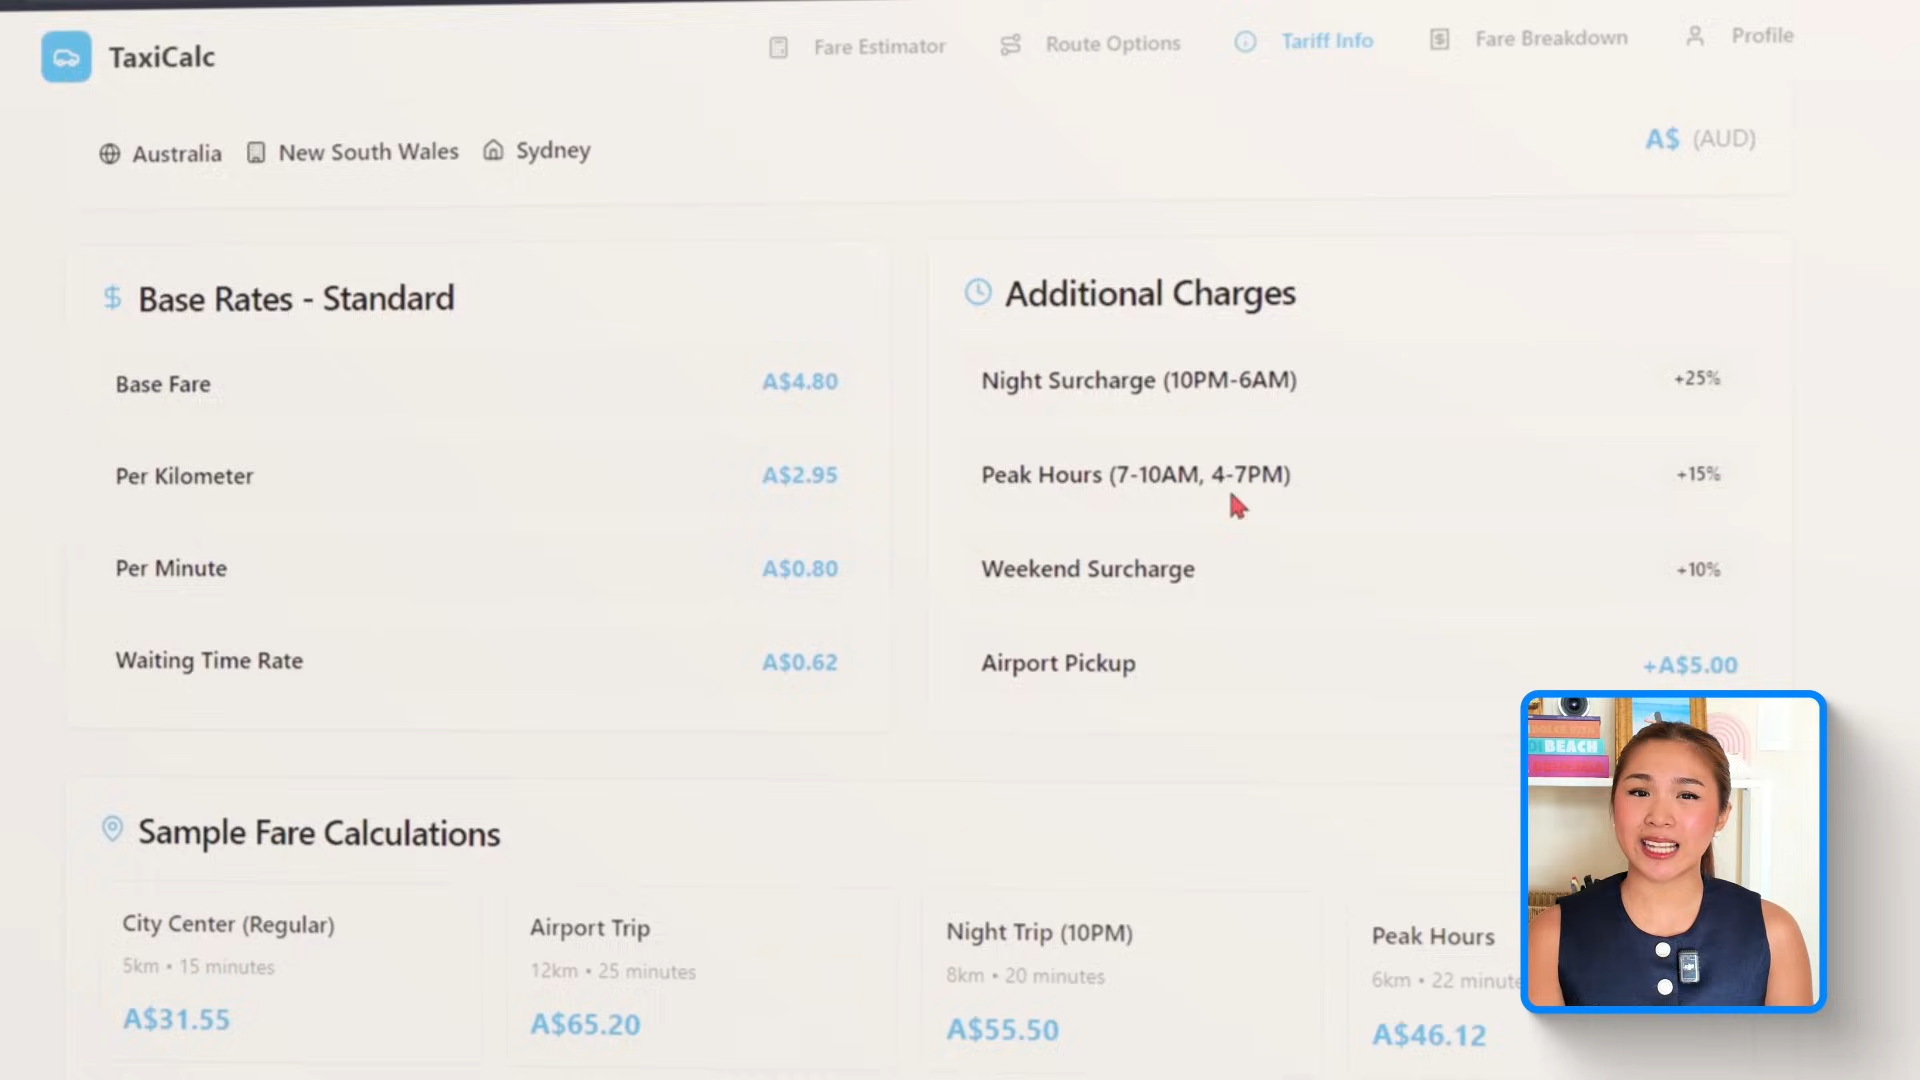 TaxiCalc
Fare Estimator
Route Options
Tariff Info
Fare Breakdown
Profile
Australia
New South Wales
Sydney
A$ (AUD)
Base Rates - Standard
Base Fare A$4.80
Per Kilometer A$2.95
Per Minute A$0.80
Waiting Time Rate A$0.62
Additional Charges
Night Surcharge (10PM-6AM) +25%
Peak Hours (7-10AM, 4-7PM) +15%
Weekend Surcharge +10%
Airport Pickup +A$5.00
Sample Fare Calculations
City Center (Regular)
5km • 15 minutes
A$31.55
Airport Trip
12km • 25 minutes
A$65.20
Night Trip (10PM)
8km • 20 minutes
A$55.50
Peak Hours
6km • 22 minute
A$46.12
BEACH